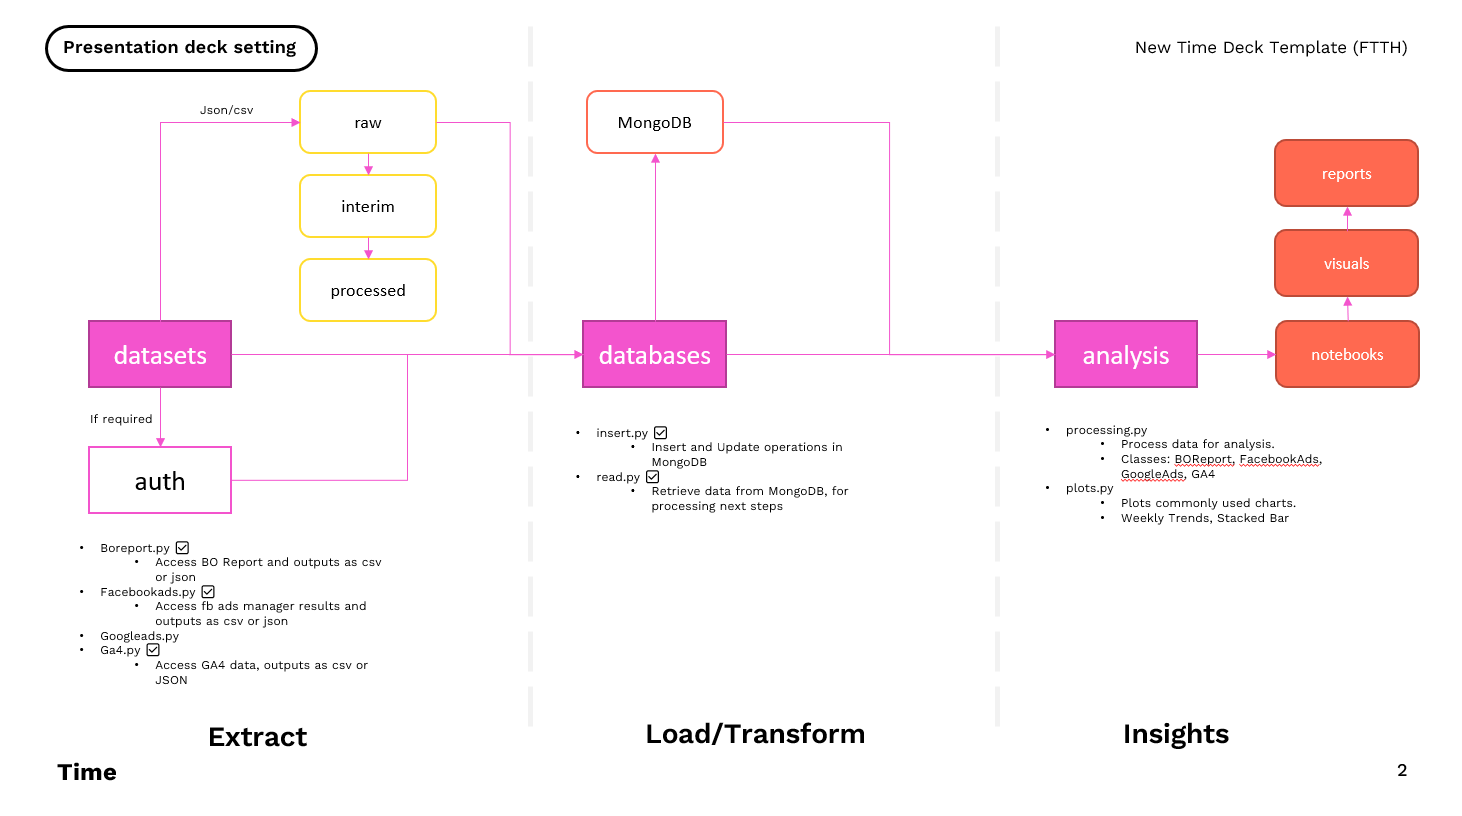 Presentation deck setting
New Time Deck Template (FTTH)
Json/csv
raw
interim
processed
datasets
If required
auth
• Boreport.py ☑
• Access BO Report and outputs as csv
or json
• Facebookads.py ☑
• Access fb ads manager results and
outputs as csv or json
• Googleads.py
• Ga4.py ☑
• Access GA4 data, outputs as csv or
JSON
Extract
MongoDB
databases
• insert.py ☑
• Insert and Update operations in
MongoDB
• read.py ☑
• Retrieve data from MongoDB, for
processing next steps
Load/Transform
reports
visuals
analysis
notebooks
• processing.py
• Process data for analysis.
• Classes: BOReport, FacebookAds,
GoogleAds, GA4
• plots.py
• Plots commonly used charts.
• Weekly Trends, Stacked Bar
Insights
Time
2